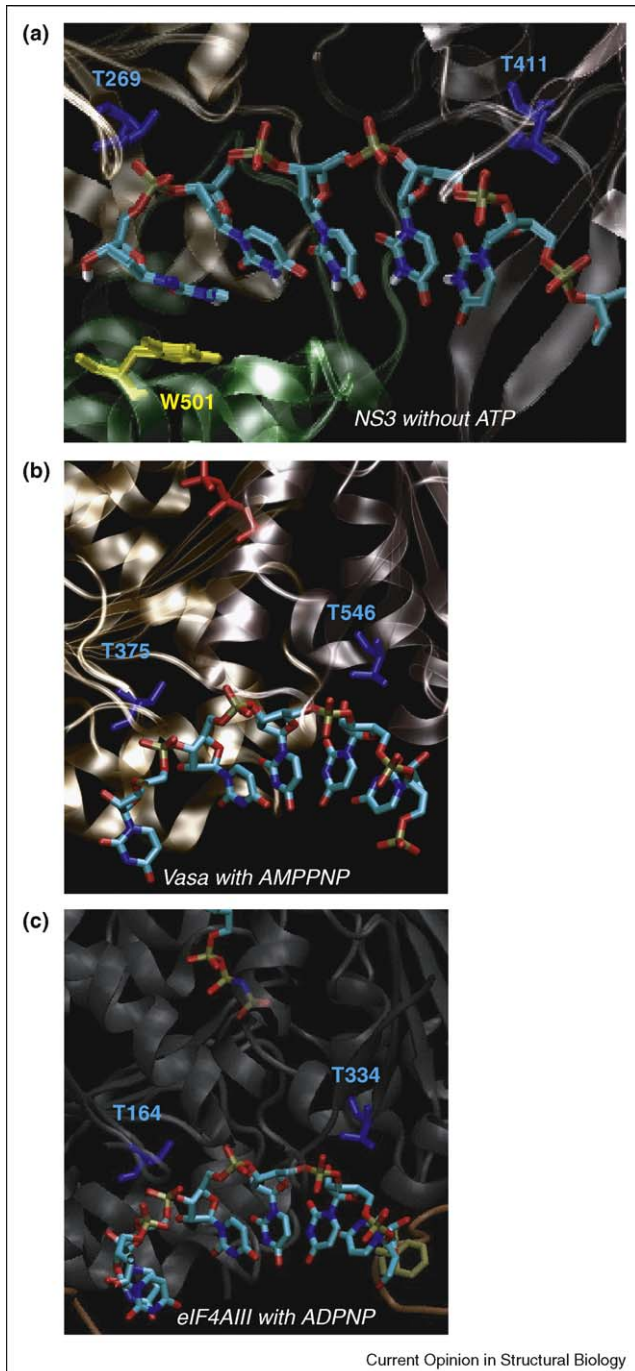 (a)
T269
T411
W501
NS3 without ATP
(b)
T546
T375
Vasa with AMPPNP
(c)
T334
T164
eIF4AIII with ADPNP
Current Opinion in Structural Biology